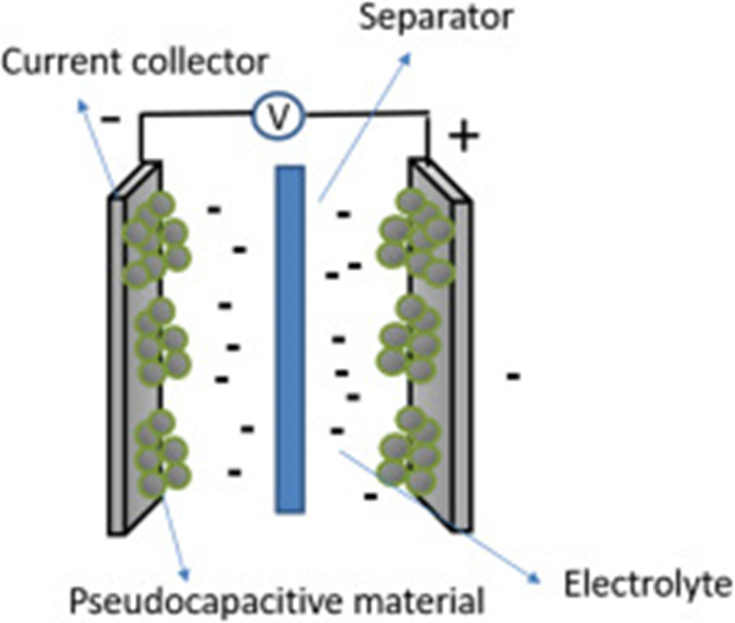 Separator
Current collector
- V +
Electrolyte
Pseudocapacitive material